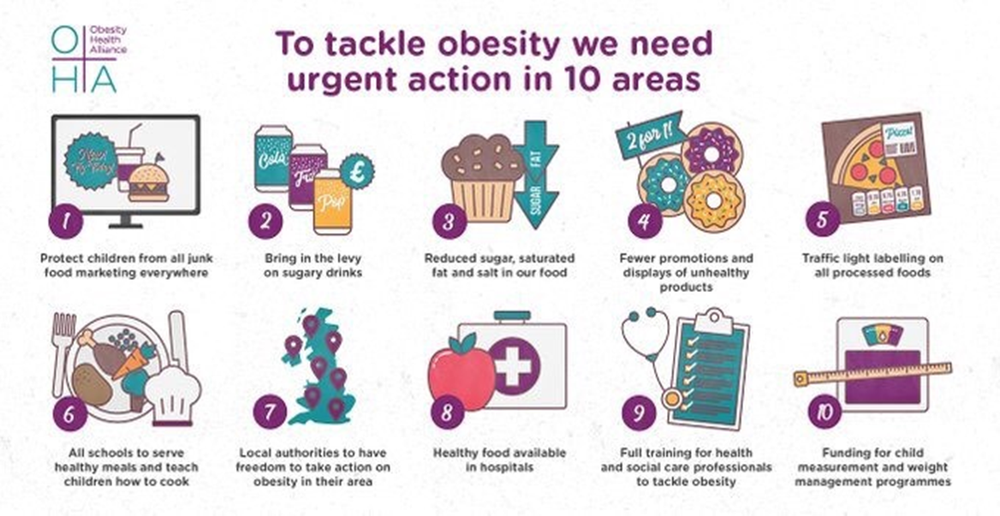 Obesity
Health
Alliance
O
H A
To tackle obesity we need
urgent action in 10 areas
1
Protect children from all junk
food marketing everywhere
Cola
Pop
£
2
Bring in the levy
on sugary drinks
FAT
SUGAR
3
Reduced sugar, saturated
fat and salt in our food
2 for 1!
4
Fewer promotions and
displays of unhealthy
products
Pizza!
5
Traffic light labelling on
all processed foods
6
All schools to serve
healthy meals and teach
children how to cook
7
Local authorities to have
freedom to take action on
obesity in their area
8
Healthy food available
in hospitals
9
Full training for health
and social care professionals
to tackle obesity
10
Funding for child
measurement and weight
management programmes